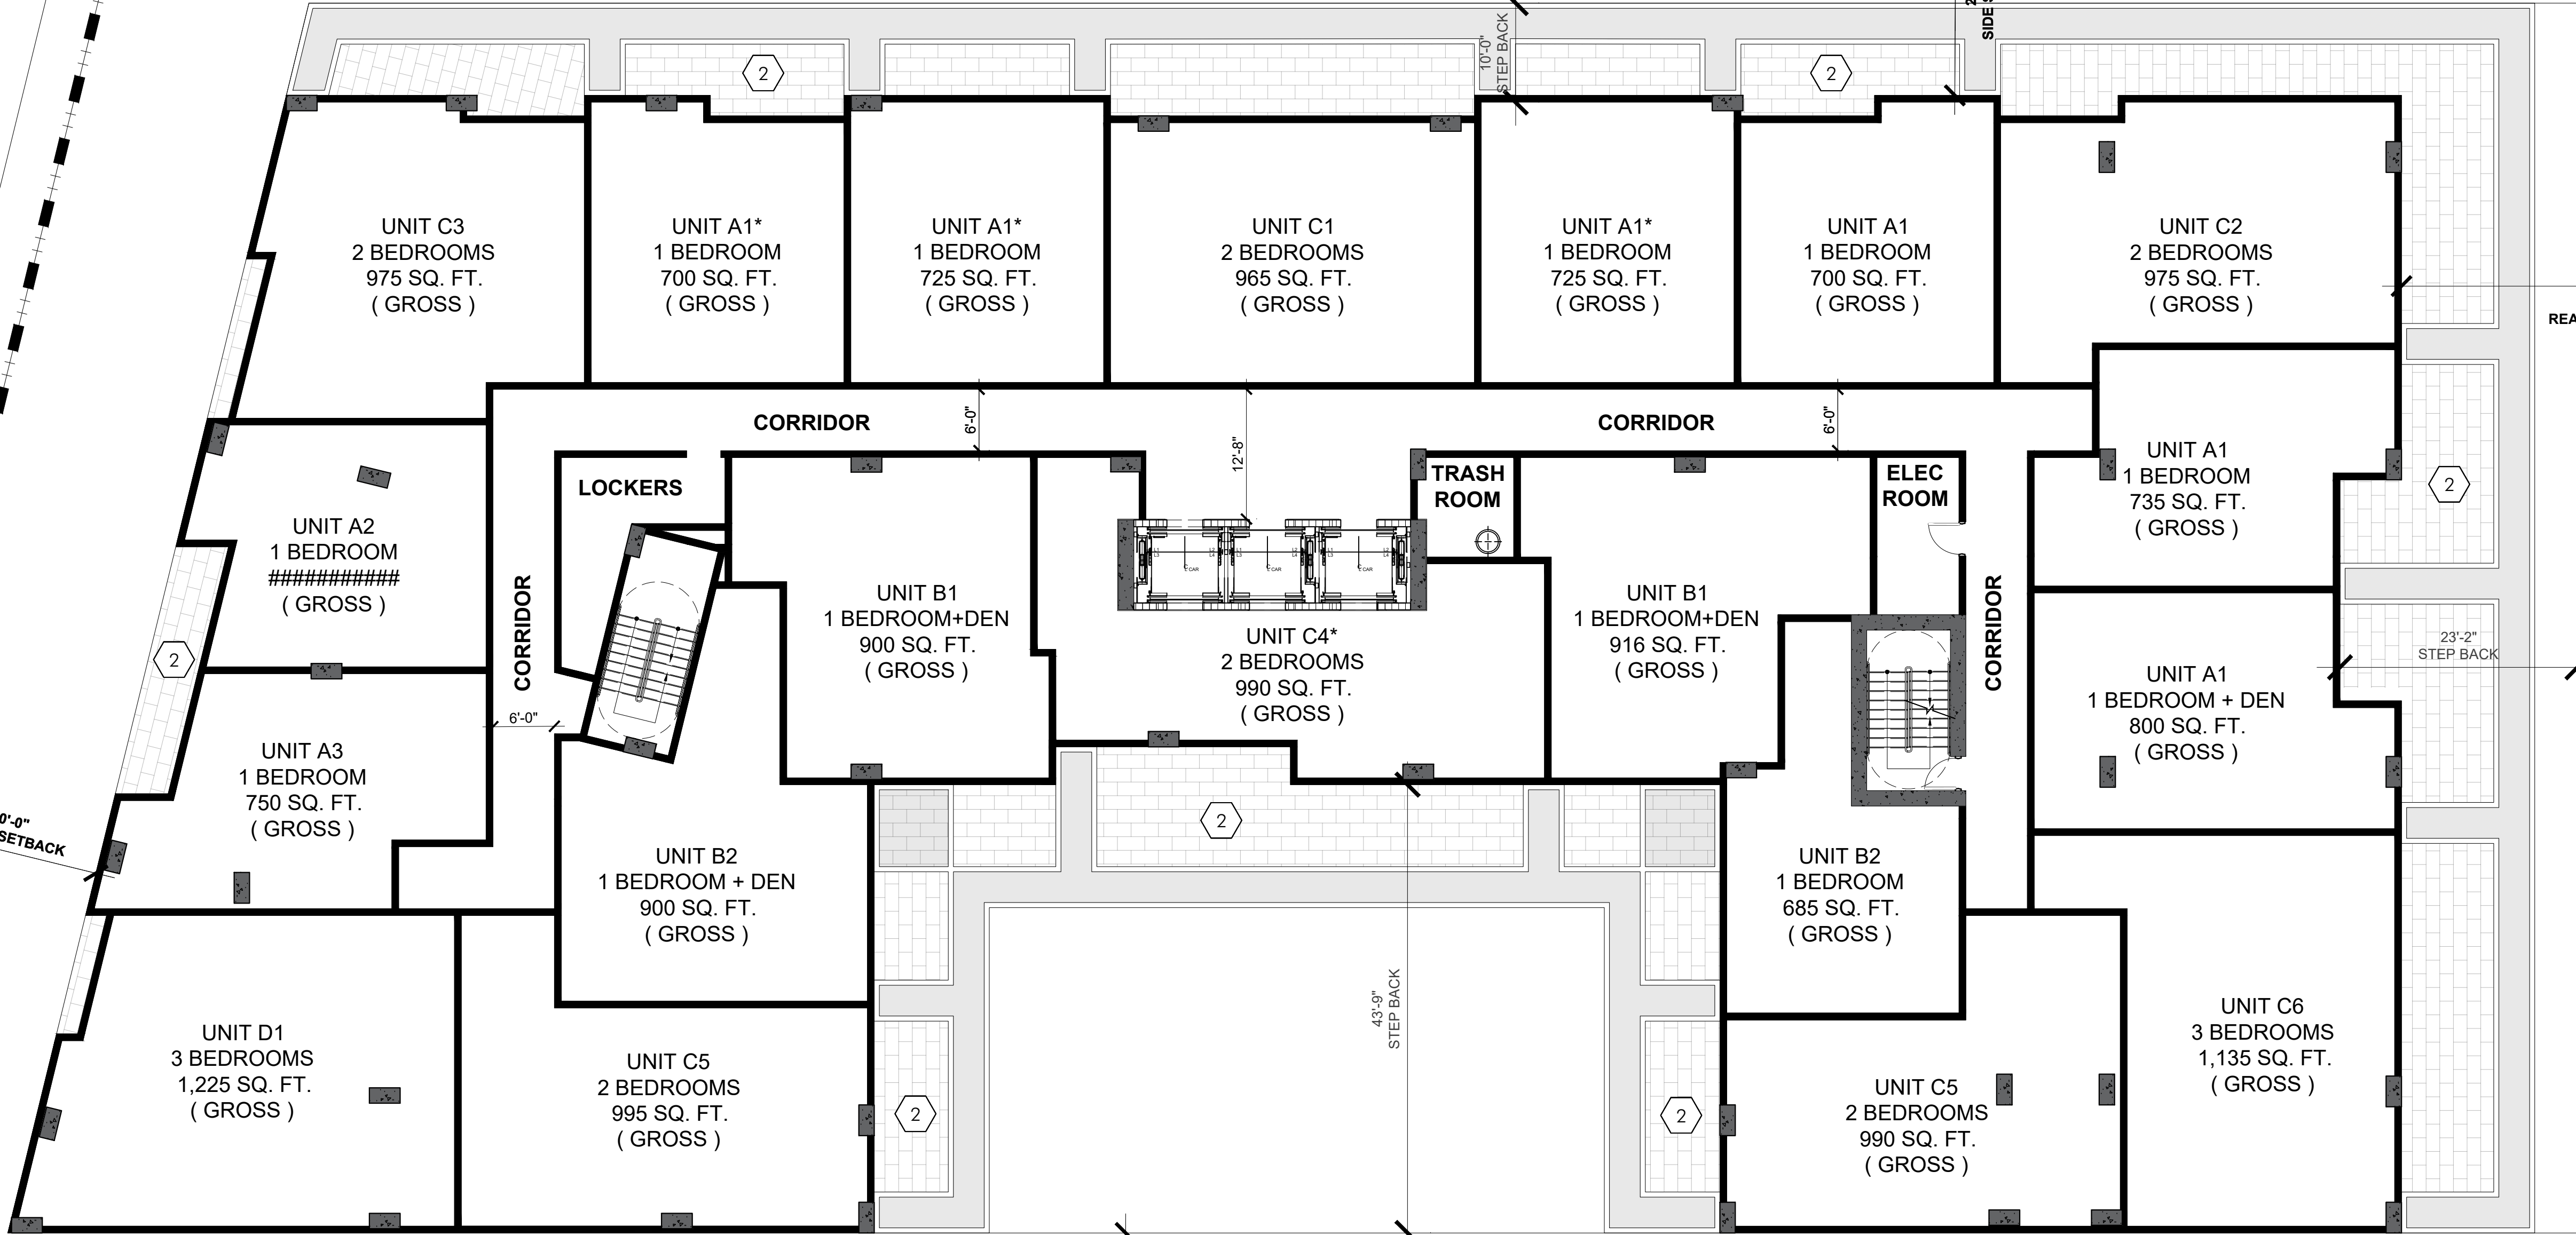 10'-0"
STEP BACK
2
SIDE S
2
2
UNIT C3
2 BEDROOMS
975 SQ. FT.
( GROSS )
UNIT A1*
1 BEDROOM
700 SQ. FT.
( GROSS )
UNIT A1*
1 BEDROOM
725 SQ. FT.
( GROSS )
UNIT C1
2 BEDROOMS
965 SQ. FT.
( GROSS )
UNIT A1*
1 BEDROOM
725 SQ. FT.
( GROSS )
UNIT A1
1 BEDROOM
700 SQ. FT.
( GROSS )
UNIT C2
2 BEDROOMS
975 SQ. FT.
( GROSS )
REA
CORRIDOR
6'-0"
12'-8"
CORRIDOR
6'-0"
LOCKERS
TRASH
ROOM
ELEC
ROOM
UNIT A1
1 BEDROOM
735 SQ. FT.
( GROSS )
2
UNIT A2
1 BEDROOM
###########
( GROSS )
2
CORRIDOR
UNIT B1
1 BEDROOM+DEN
900 SQ. FT.
( GROSS )
CAR
CAR
CAR
UNIT C4*
2 BEDROOMS
990 SQ. FT.
( GROSS )
UNIT B1
1 BEDROOM+DEN
916 SQ. FT.
( GROSS )
CORRIDOR
UNIT A1
1 BEDROOM + DEN
800 SQ. FT.
( GROSS )
23'-2"
STEP BACK
6'-0"
UNIT A3
1 BEDROOM
750 SQ. FT.
( GROSS )
0'-0"
SETBACK
UNIT B2
1 BEDROOM + DEN
900 SQ. FT.
( GROSS )
2
UNIT B2
1 BEDROOM
685 SQ. FT.
( GROSS )
43'-9"
STEP BACK
UNIT D1
3 BEDROOMS
1,225 SQ. FT.
( GROSS )
UNIT C5
2 BEDROOMS
995 SQ. FT.
( GROSS )
2
2
UNIT C5
2 BEDROOMS
990 SQ. FT.
( GROSS )
UNIT C6
3 BEDROOMS
1,135 SQ. FT.
( GROSS )